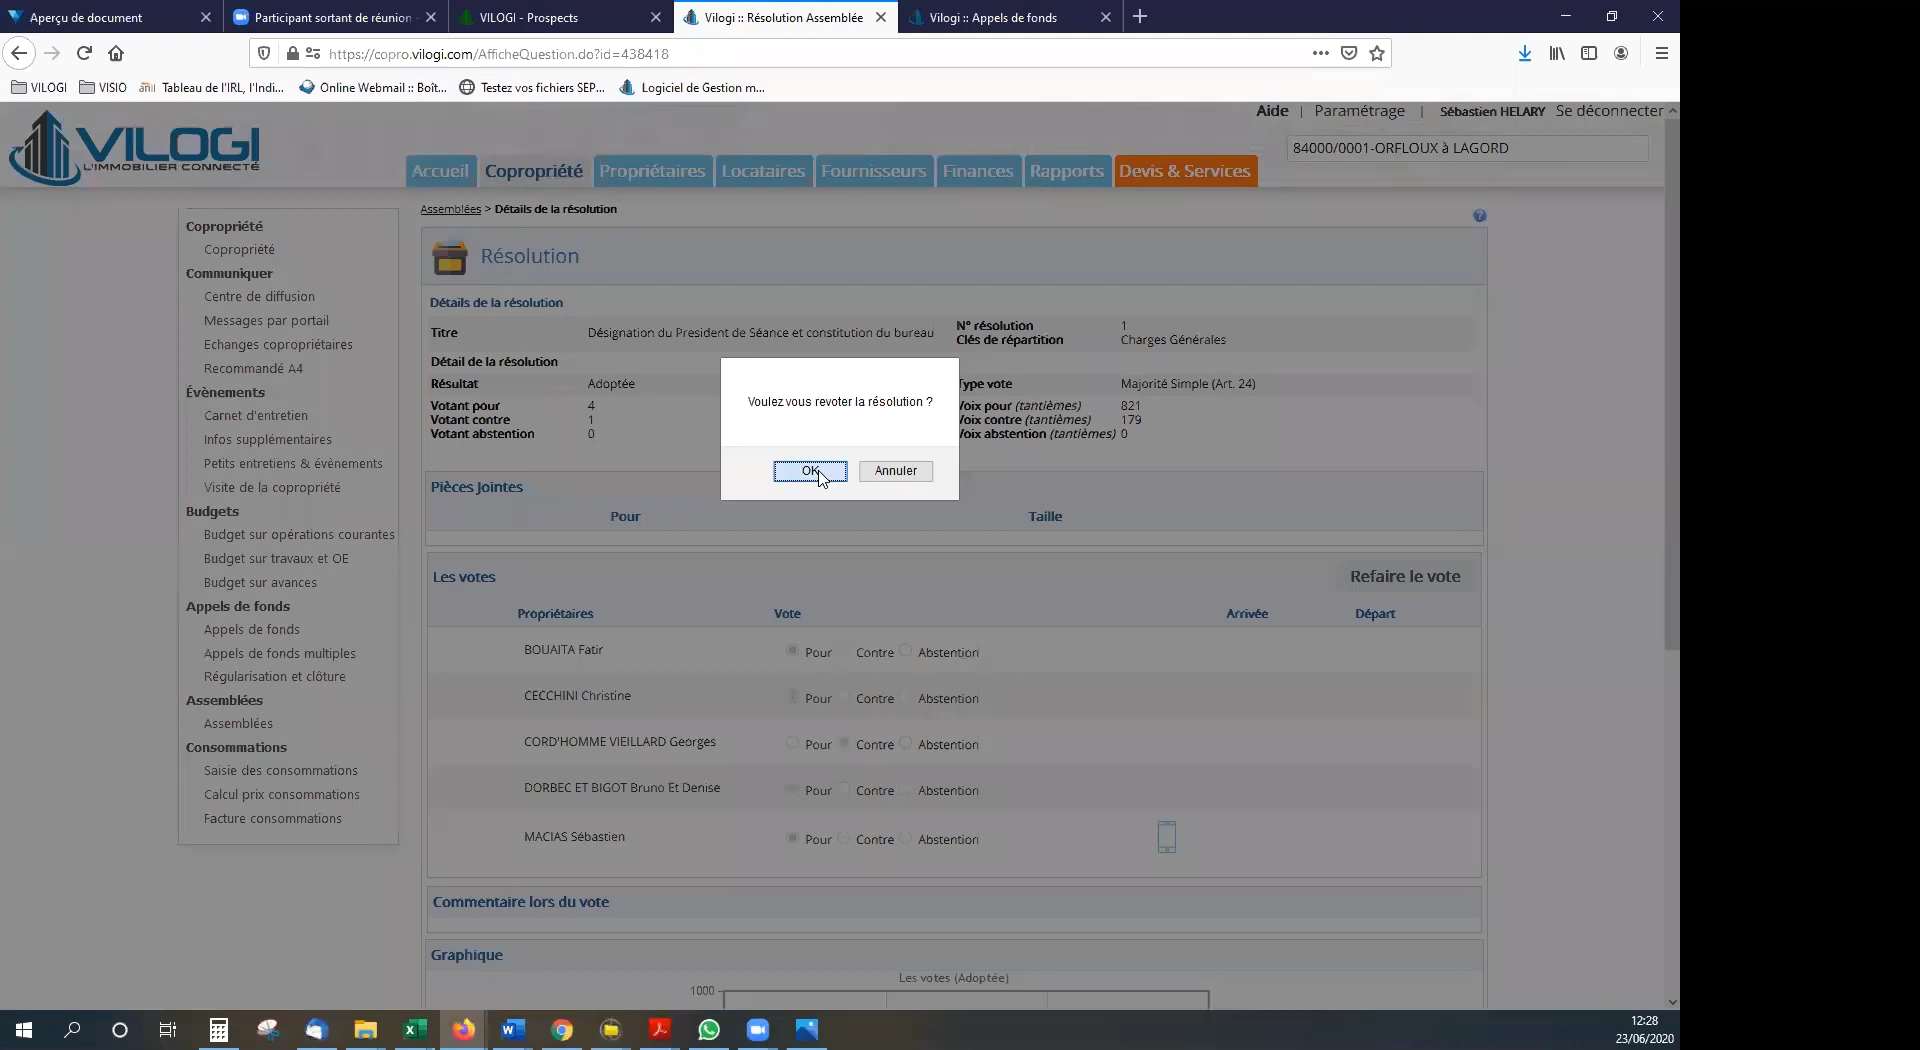 Aperçu de document
Participant sortant de réunion
VILOGI - Prospects
Vilogi :: Résolution Assemblée
Vilogi :: Appels de fonds
https://copro.vilogi.com/AfficheQuestion.do?id=438418
VILOGI
VISIO
Tableau de l'IRL, l'Indi...
Online Webmail :: Boît...
Testez vos fichiers SEP...
Logiciel de Gestion m...
Aide | Paramétrage | Sébastien HELARY Se déconnecter
VILOGI
L'IMMOBILIER CONNECTÉ
84000/0001-ORFLOUX à LAGORD
Accueil Copropriété Propriétaires Locataires Fournisseurs Finances Rapports Devis & Services
Copropriété
Copropriété
Communiquer
Centre de diffusion
Messages par portail
Echanges copropriétaires
Recommandé A4
Évènements
Carnet d'entretien
Infos supplémentaires
Petits entretiens & évènements
Visite de la copropriété
Budgets
Budget sur opérations courantes
Budget sur travaux et OE
Budget sur avances
Appels de fonds
Appels de fonds
Appels de fonds multiples
Régularisation et clôture
Assemblées
Assemblées
Consommations
Saisie des consommations
Calcul prix consommations
Facture consommations
Assemblées > Détails de la résolution
Résolution
Détails de la résolution
Titre Désignation du President de Séance et constitution du bureau
N° résolution 1
Clés de répartition Charges Générales
Détail de la résolution
Résultat Adoptée
Type vote Majorité Simple (Art. 24)
Votant pour 4
Voix pour (tantièmes) 821
Votant contre 1
Voix contre (tantièmes) 179
Votant abstention 0
Voix abstention (tantièmes) 0
Voulez vous revoter la résolution ?
OK Annuler
Pièces Jointes
Pour Taille
Les votes Refaire le vote
Propriétaires Vote Arrivée Départ
BOUAITA Fatir Pour Contre Abstention
CECCHINI Christine Pour Contre Abstention
CORD'HOMME VIEILLARD Georges Pour Contre Abstention
DORBEC ET BIGOT Bruno Et Denise Pour Contre Abstention
MACIAS Sébastien Pour Contre Abstention
Commentaire lors du vote
Graphique
Les votes (Adoptée)
1000
12:28
23/06/2020